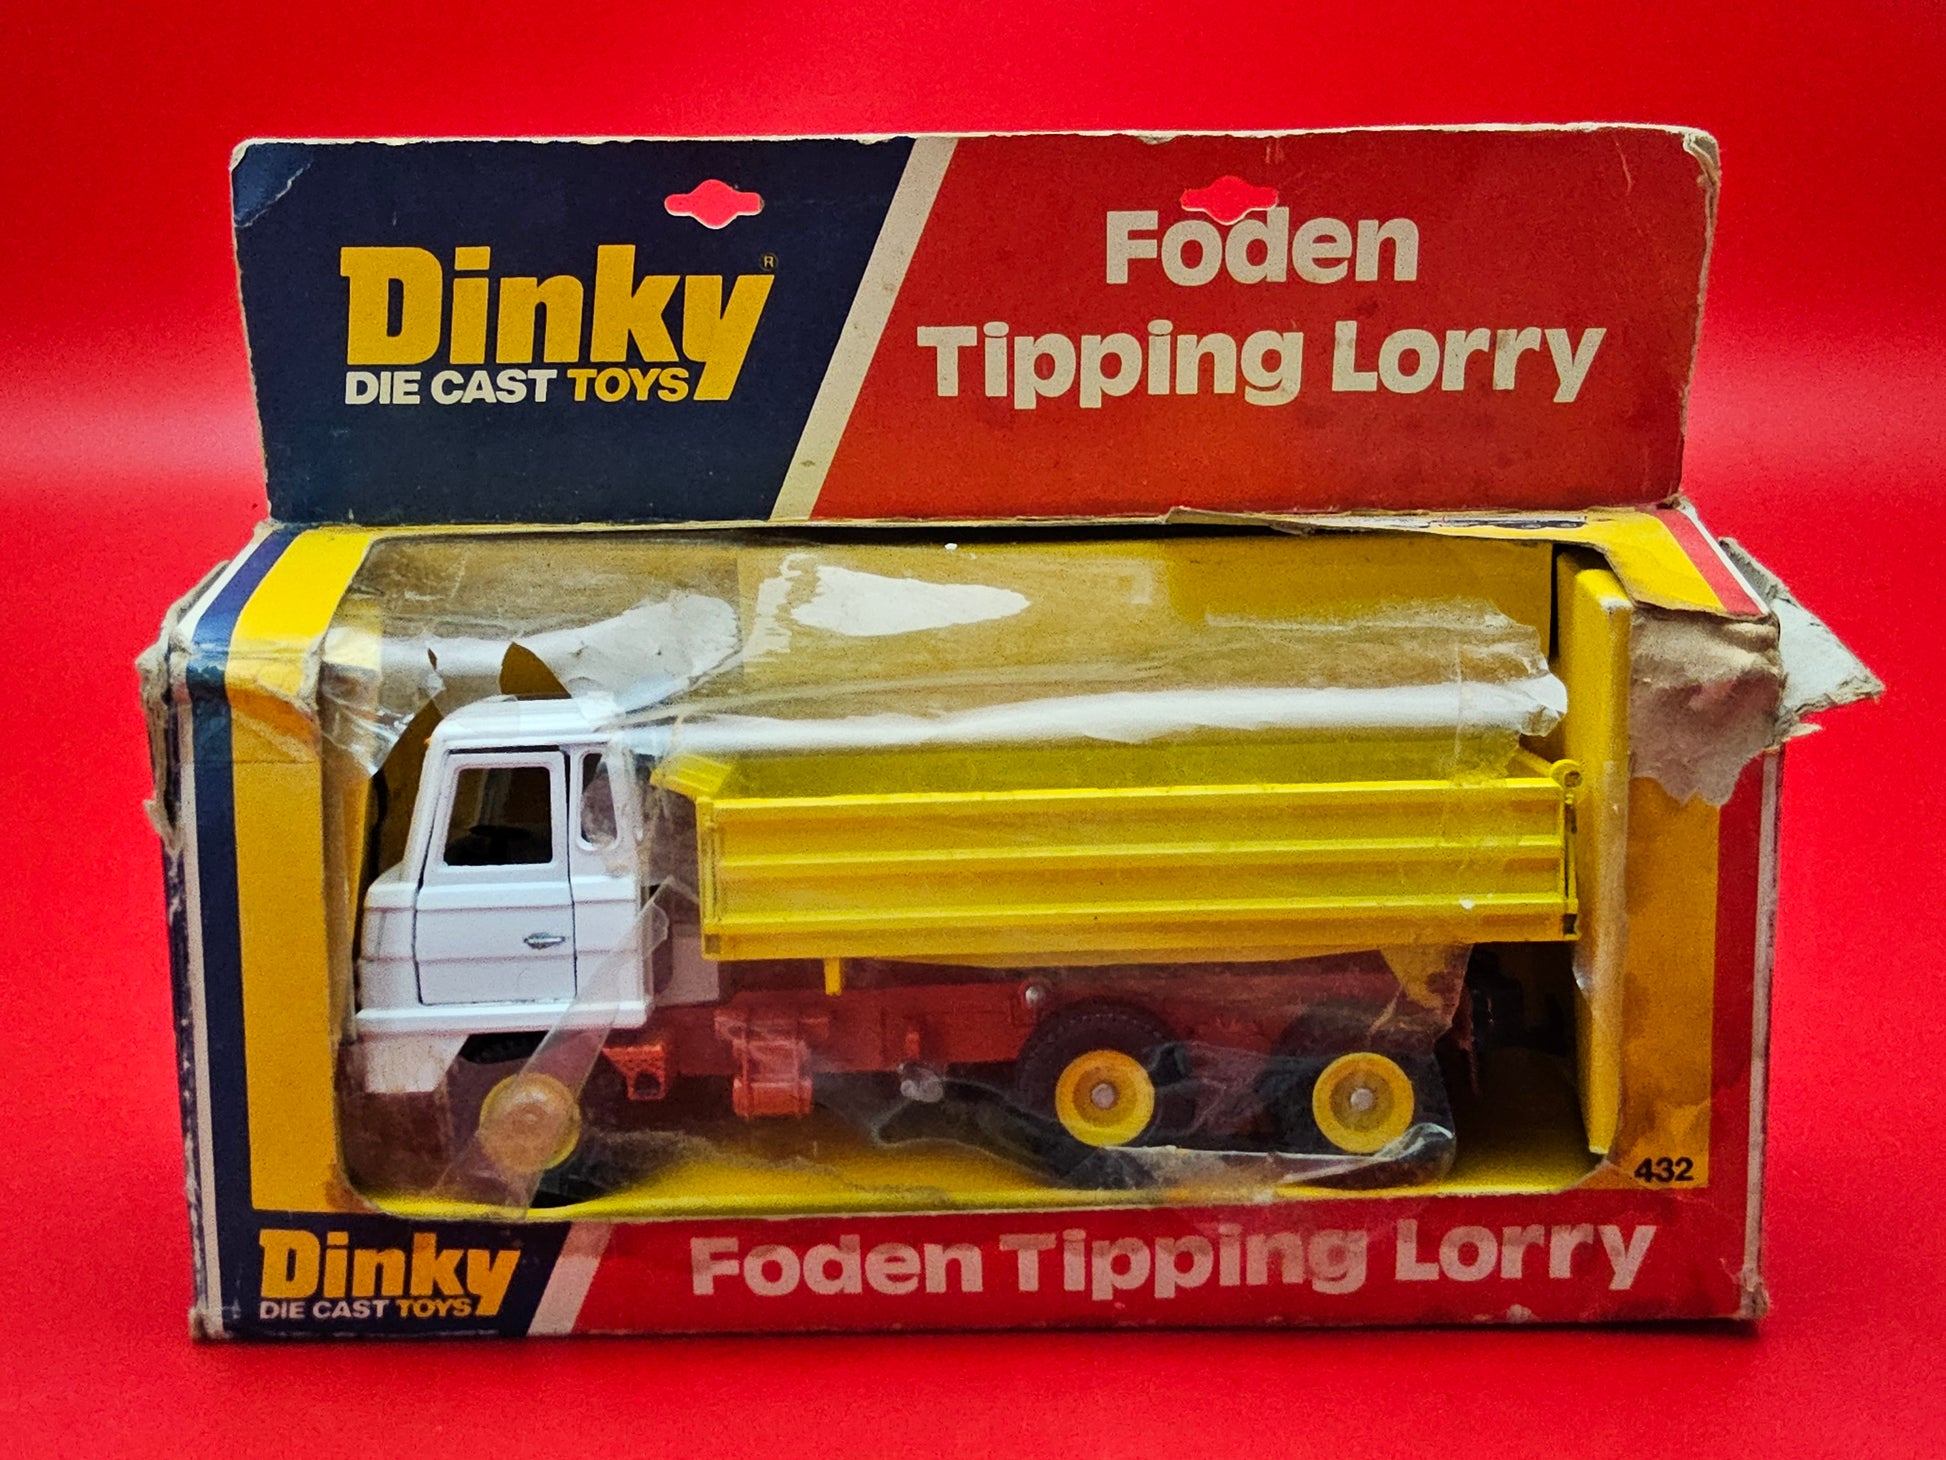 Dinky®
DIE CAST TOYS
Foden
Tipping Lorry
432
Dinky
DIE CAST TOYS
Foden Tipping Lorry